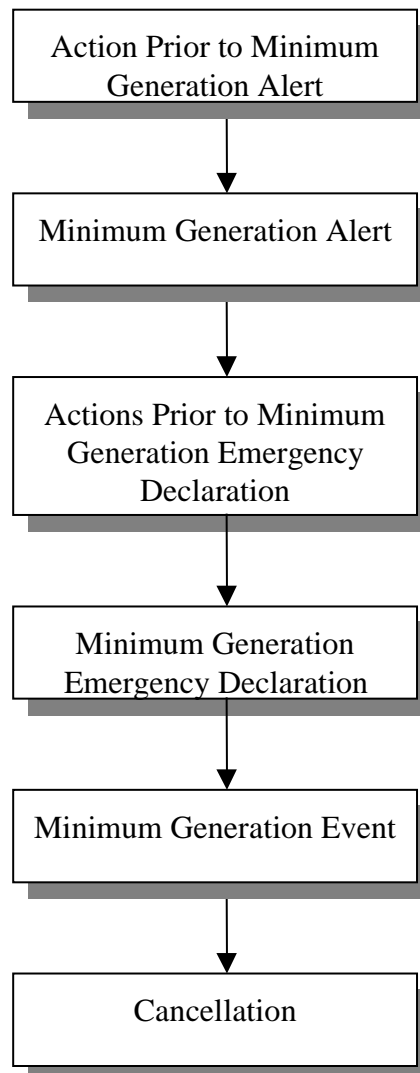 Action Prior to Minimum
Generation Alert
Minimum Generation Alert
Actions Prior to Minimum
Generation Emergency
Declaration
Minimum Generation
Emergency Declaration
Minimum Generation Event
Cancellation